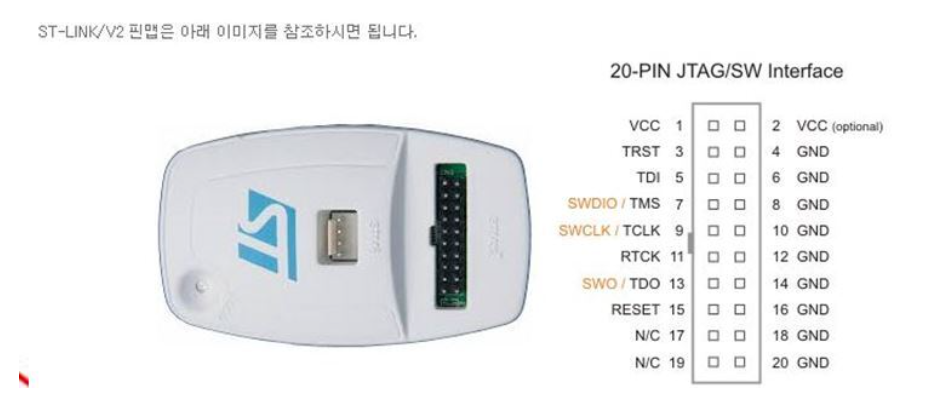 ST-LINK/V2 핀맵은 아래 이미지를 참조하시면 됩니다.
20-PIN JTAG/SW Interface
VCC 1 2 VCC (optional)
TRST 3 4 GND
TDI 5 6 GND
SWDIO / TMS 7 8 GND
SWCLK / TCLK 9 10 GND
RTCK 11 12 GND
SWO / TDO 13 14 GND
RESET 15 16 GND
N/C 17 18 GND
N/C 19 20 GND